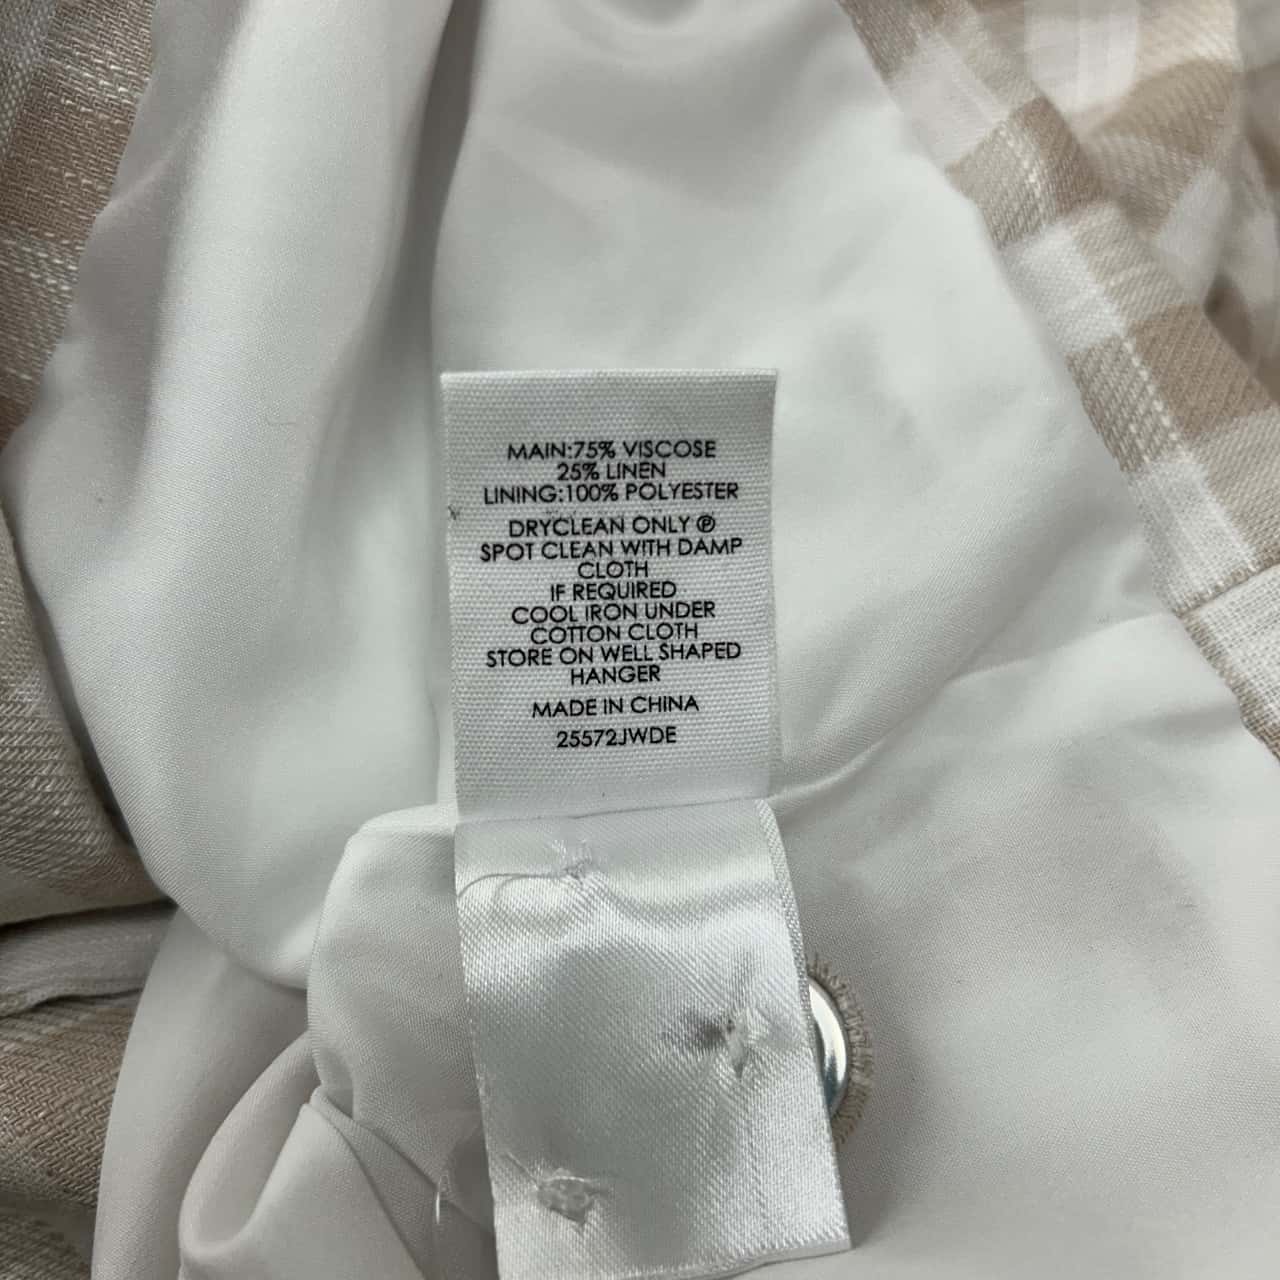 MAIN:75% VISCOSE
25% LINEN
LINING:100% POLYESTER
DRYCLEAN ONLY Ⓟ
SPOT CLEAN WITH DAMP
CLOTH
IF REQUIRED
COOL IRON UNDER
COTTON CLOTH
STORE ON WELL SHAPED
HANGER
MADE IN CHINA
25572JWDE